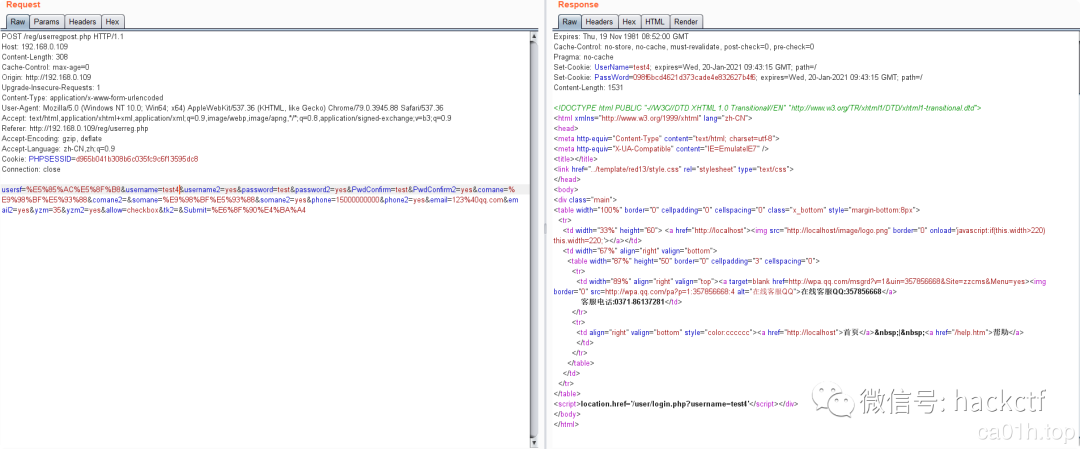 Request
Raw Params Headers Hex
POST /reg/userregpost.php HTTP/1.1
Host: 192.168.0.109
Content-Length: 308
Cache-Control: max-age=0
Origin: http://192.168.0.109
Upgrade-Insecure-Requests: 1
Content-Type: application/x-www-form-urlencoded
User-Agent: Mozilla/5.0 (Windows NT 10.0; Win64; x64) AppleWebKit/537.36 (KHTML, like Gecko) Chrome/79.0.3945.88 Safari/537.36
Accept: text/html,application/xhtml+xml,application/xml;q=0.9,image/webp,image/apng,*/*;q=0.8,application/signed-exchange;v=b3;q=0.9
Referer: http://192.168.0.109/reg/userreg.php
Accept-Encoding: gzip, deflate
Accept-Language: zh-CN,zh;q=0.9
Cookie: PHPSESSID=d965b041b308b6c035fc9c6f13595dc8
Connection: close
usersf=%E5%85%AC%E5%8F%B8&username=test4&username2=yes&password=test&password2=yes&PwdConfirm=test&PwdConfirm2=yes&comane=%
E9%98%BF%E5%93%88&comane2=&somane=%E9%98%BF%E5%93%88&somane2=yes&phone=15000000000&phone2=yes&email=123%40qq.com&em
ail2=yes&yzm=35&yzm2=yes&allow=checkbox&tk2=&Submit=%E6%8F%90%E4%BA%A4
Response
Raw Headers Hex HTML Render
Expires: Thu, 19 Nov 1981 08:52:00 GMT
Cache-Control: no-store, no-cache, must-revalidate, post-check=0, pre-check=0
Pragma: no-cache
Set-Cookie: UserName=test4; expires=Wed, 20-Jan-2021 09:43:15 GMT; path=/
Set-Cookie: PassWord=098f6bcd4621d373cade4e832627b4f6; expires=Wed, 20-Jan-2021 09:43:15 GMT; path=/
Content-Length: 1531
<!DOCTYPE html PUBLIC "-//W3C//DTD XHTML 1.0 Transitional//EN" "http://www.w3.org/TR/xhtml1/DTD/xhtml1-transitional.dtd">
<html xmlns="http://www.w3.org/1999/xhtml" lang="zh-CN">
<head>
<meta http-equiv="Content-Type" content="text/html; charset=utf-8">
<meta http-equiv="X-UA-Compatible" content="IE=EmulateIE7" />
<title></title>
<link href="../template/red13/style.css" rel="stylesheet" type="text/css">
</head>
<body>
<div class="main">
<table width="100%" border="0" cellpadding="0" cellspacing="0" class="x_bottom" style="margin-bottom:8px">
<tr>
<td width="33%" height="60"> <a href="http://localhost"><img src="http://localhost/image/logo.png" border="0" onload='javascript:if(this.width>220)
this.width=220;'></a></td>
<td width="67%" align="right" valign="bottom">
<table width="87%" height="50" border="0" cellpadding="3" cellspacing="0">
<tr>
<td width="89%" align="right" valign="top"><a target=blank href=http://wpa.qq.com/msgrd?v=1&uin=357856668&Site=zzcms&Menu=yes><img
border="0" src=http://wpa.qq.com/pa?p=1:357856668:4 alt="在线客服QQ">在线客服QQ:357856668</a>
客服电话:0371-86137281</td>
</tr>
<tr>
<td align="right" valign="bottom" style="color:cccccc"><a href="http://localhost">首页</a>&nbsp;|&nbsp;<a href="/help.htm">帮助</a>
</td>
</tr>
</table>
</td>
</tr>
</table>
<script>location.href='/user/login.php?username=test4'</script></div>
</body>
</html>
微信号: hackctf
ca01h.top